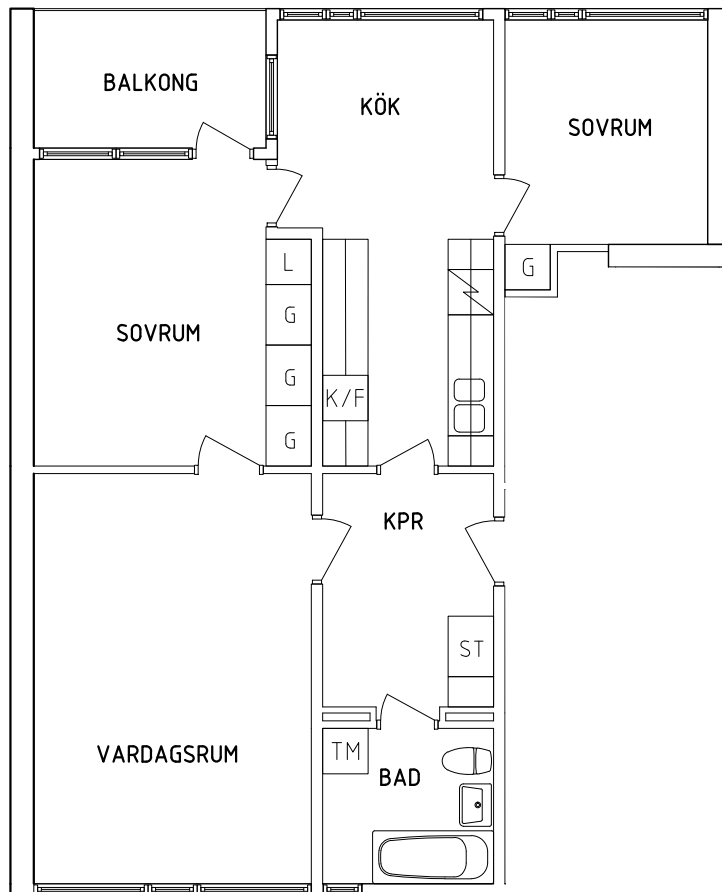 BALKONG
KÖK
SOVRUM
L
G
G
SOVRUM
G
K/F
G
KPR
ST
VARDAGSRUM
TM
BAD